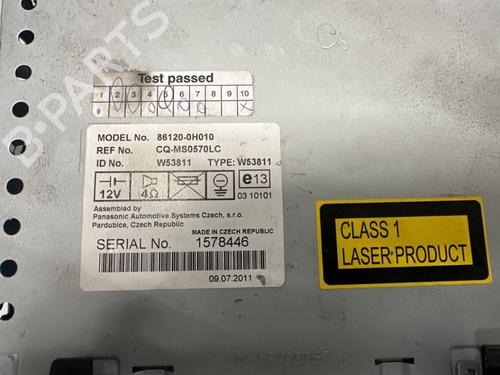 Test passed
1 2 3 4 5 6 7 8 9 10
MODEL No. 86120-0H010
REF No. CQ-MS0570LC
ID No. W53811 TYPE: W53811
12V 4Ω e13
03 10101
Assembled by
Panasonic Automotive Systems Czech, s.r.o.
Pardubice, Czech Republic
MADE IN CZECH REPUBLIC
SERIAL No. 1578446
09.07.2011
CLASS 1
LASER PRODUCT
B-PARTS